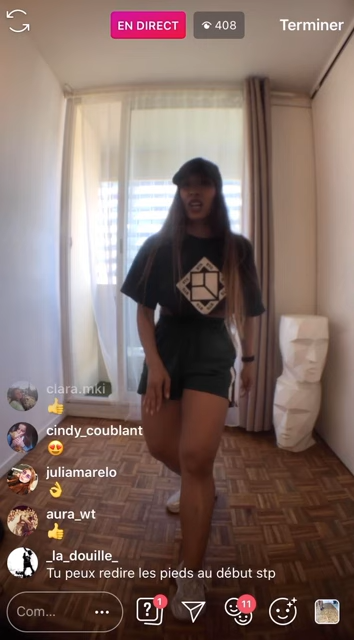 EN DIRECT
408
Terminer
clara.mki
cindy_coublant
juliamarelo
aura_wt
_la_douille_
Tu peux redire les pieds au début stp
Com...
1
11